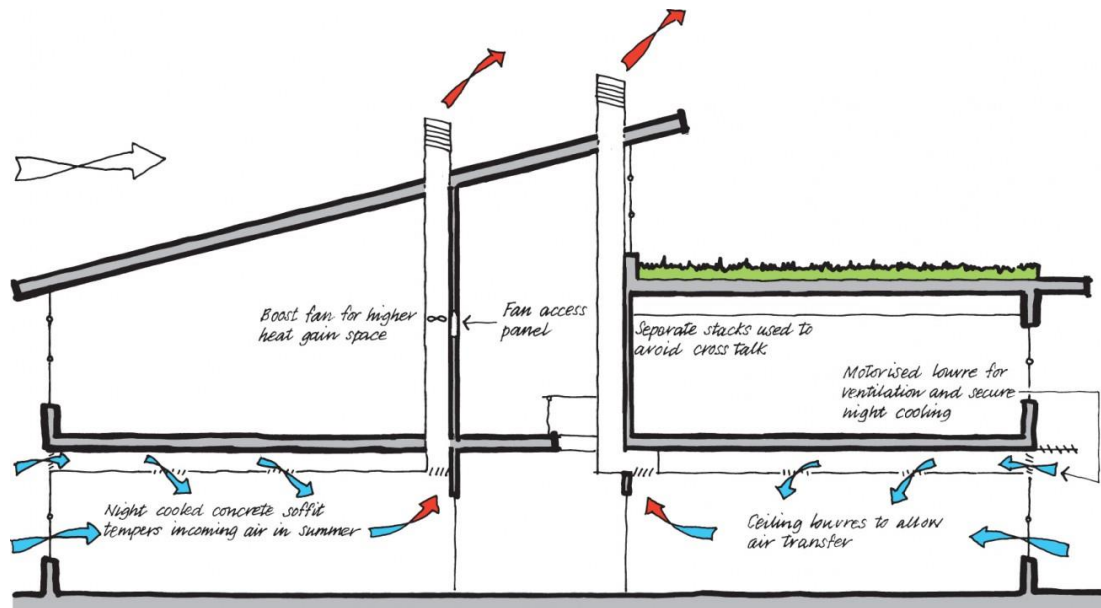 Boost fan for higher
heat gain space
Fan access
panel
Seperate stacks used to
avoid cross talk
Motorised louvre for
ventilation and secure
night cooling
Night cooled concrete soffit
tempers incoming air in summer
Ceiling louvres to allow
air transfer